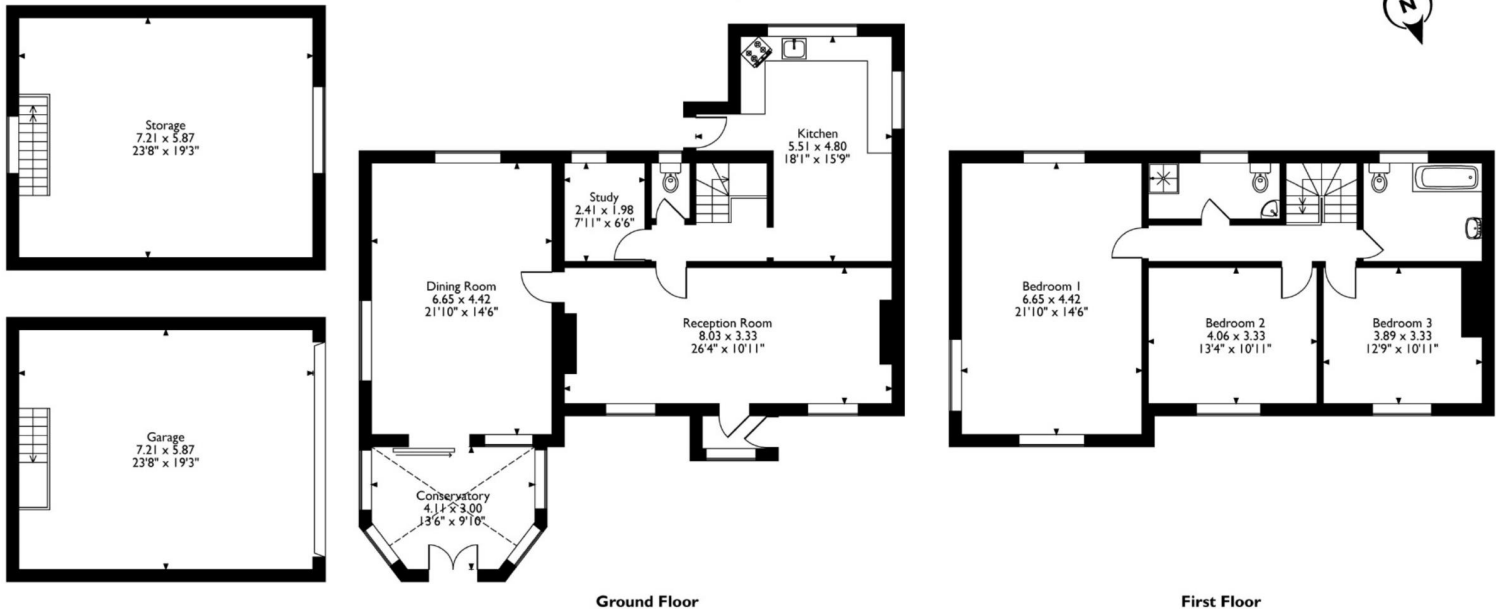 N
Storage
7.21 x 5.87
23'8" x 19'3"
Kitchen
5.51 x 4.80
18'1" x 15'9"
Study
2.41 x 1.98
7'11" x 6'6"
Dining Room
6.65 x 4.42
21'10" x 14'6"
Reception Room
8.03 x 3.33
26'4" x 10'11"
Bedroom 1
6.65 x 4.42
21'10" x 14'6"
Bedroom 2
4.06 x 3.33
13'4" x 10'11"
Bedroom 3
3.89 x 3.33
12'9" x 10'11"
Garage
7.21 x 5.87
23'8" x 19'3"
Conservatory
4.11 x 3.00
13'6" x 9'10"
Ground Floor
First Floor